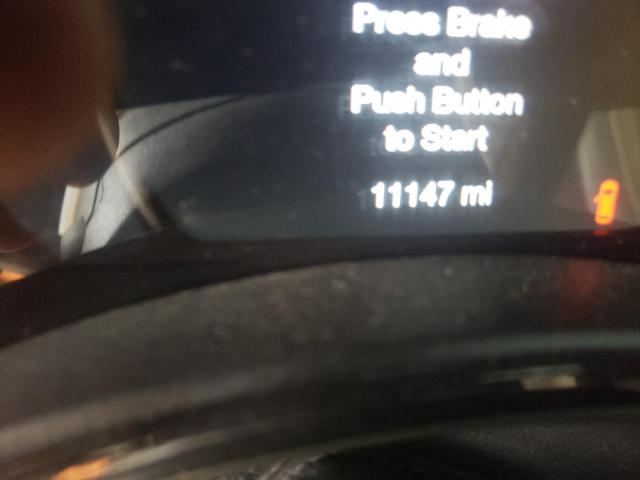 Press Brake
and
Push Button
to Start
11147 mi